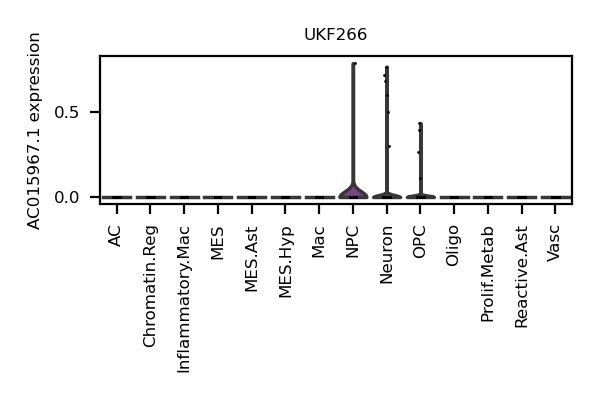 UKF266
AC015967.1 expression
0.5
0.0
AC
Chromatin.Reg
Inflammatory.Mac
MES
MES.Ast
MES.Hyp
Mac
NPC
Neuron
OPC
Oligo
Prolif.Metab
Reactive.Ast
Vasc